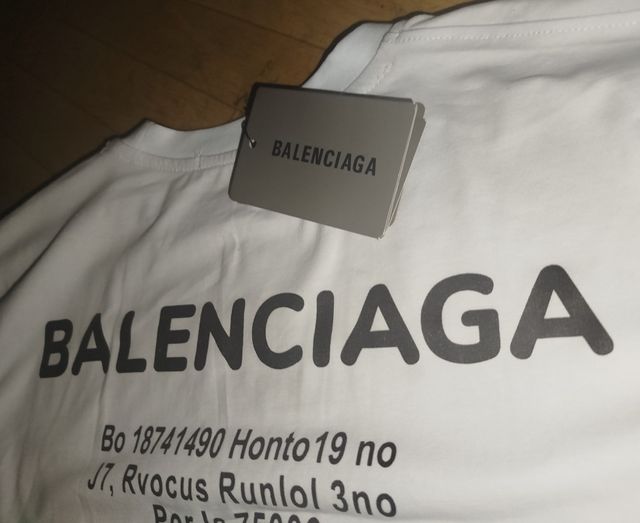 BALENCIAGA
BALENCIAGA
Bo 18741490 Honto19 no
J7, Rvocus Runlol 3no